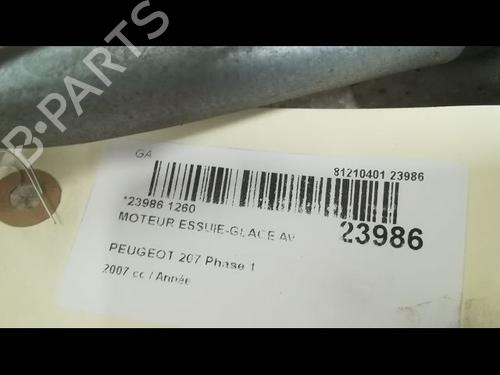 B-PARTS
GA
81210401 23986
*23986 1260
23986
MOTEUR ESSUIE-GLACE AV
PEUGEOT 207 Phase 1
2007 cc / Année